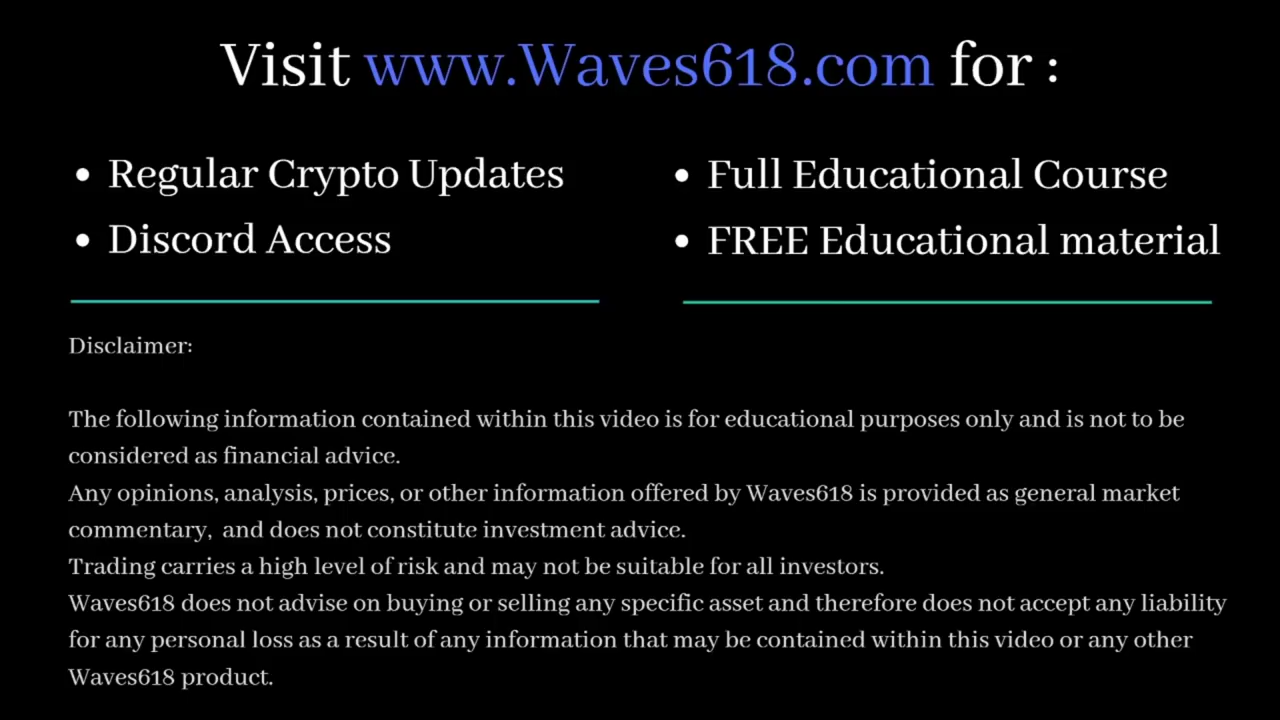 Visit www.Waves618.com for :
• Regular Crypto Updates
• Discord Access
• Full Educational Course
• FREE Educational material
Disclaimer:
The following information contained within this video is for educational purposes only and is not to be
considered as financial advice.
Any opinions, analysis, prices, or other information offered by Waves618 is provided as general market
commentary,  and does not constitute investment advice.
Trading carries a high level of risk and may not be suitable for all investors.
Waves618 does not advise on buying or selling any specific asset and therefore does not accept any liability
for any personal loss as a result of any information that may be contained within this video or any other
Waves618 product.